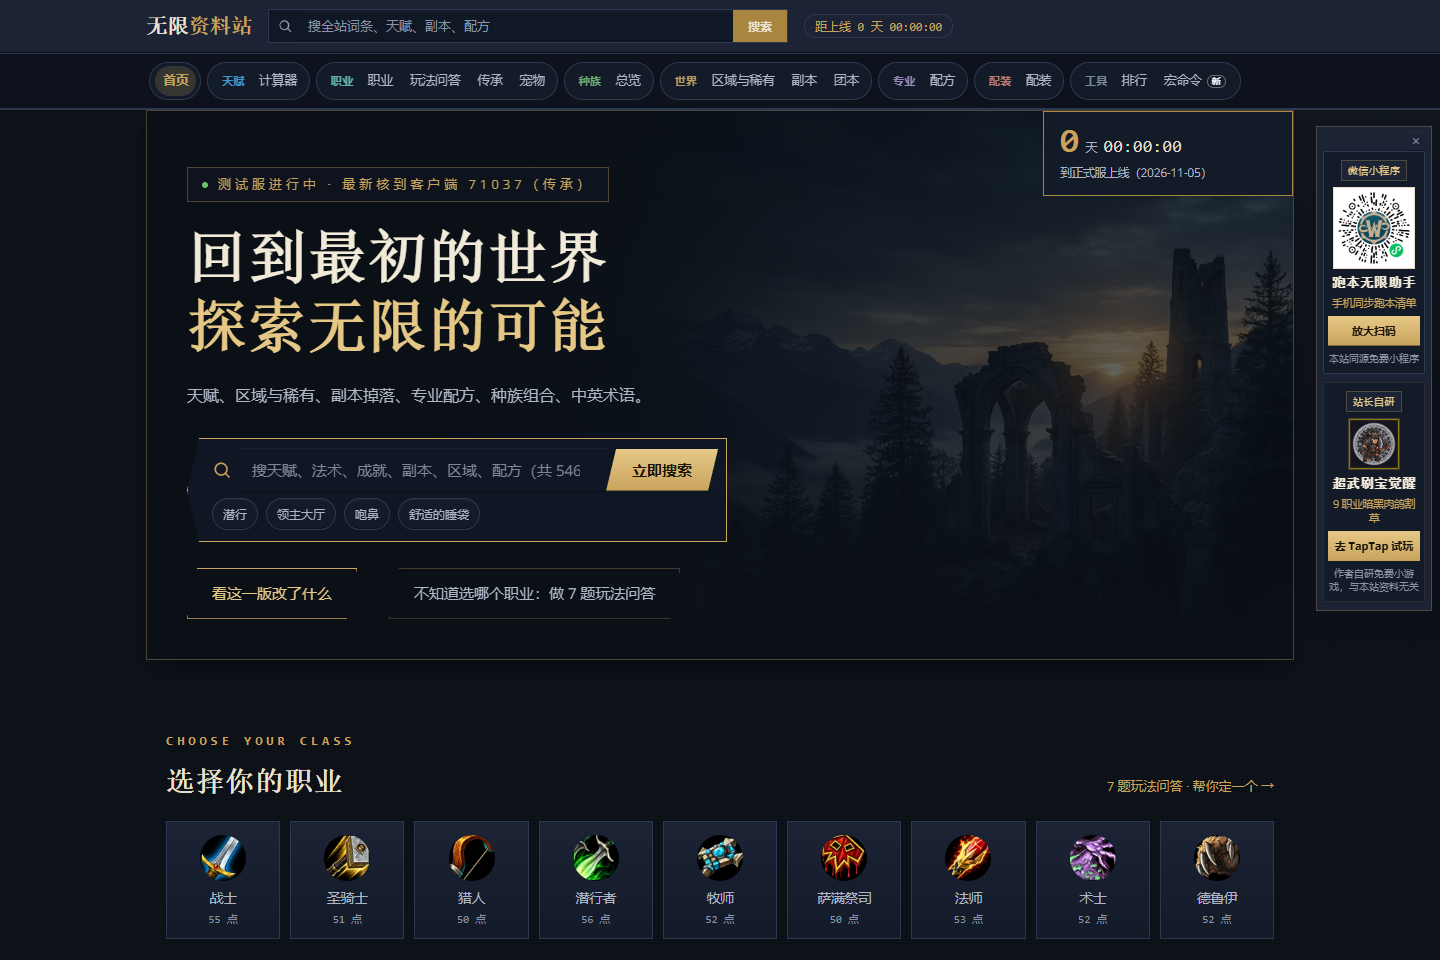 无限资料站
搜全站词条、天赋、副本、配方
搜索
距上线 0 天 00:00:00
首页
天赋 计算器
职业 职业 玩法问答 传承 宠物
种族 总览
世界 区域与稀有 副本 团本
专业 配方
配装 配装
工具 排行 宏命令 新
0 天 00:00:00
到正式服上线（2026-11-05）
测试服进行中 · 最新核到客户端 71037（传承）
回到最初的世界
探索无限的可能
天赋、区域与稀有、副本掉落、专业配方、种族组合、中英术语。
搜天赋、法术、成就、副本、区域、配方（共 546
立即搜索
潜行 领主大厅 咆鼻 舒适的睡袋
看这一版改了什么
不知道选哪个职业：做 7 题玩法问答
×
微信小程序
跑本无限助手
手机同步跑本清单
放大扫码
本站同源免费小程序
站长自研
超武刷宝觉醒
9 职业暗黑肉鸽割
草
去 TapTap 试玩
作者自研免费小游
戏，与本站资料无关
CHOOSE YOUR CLASS
选择你的职业
7 题玩法问答 · 帮你定一个 →
战士
55 点
圣骑士
51 点
猎人
50 点
潜行者
56 点
牧师
52 点
萨满祭司
50 点
法师
53 点
术士
52 点
德鲁伊
52 点